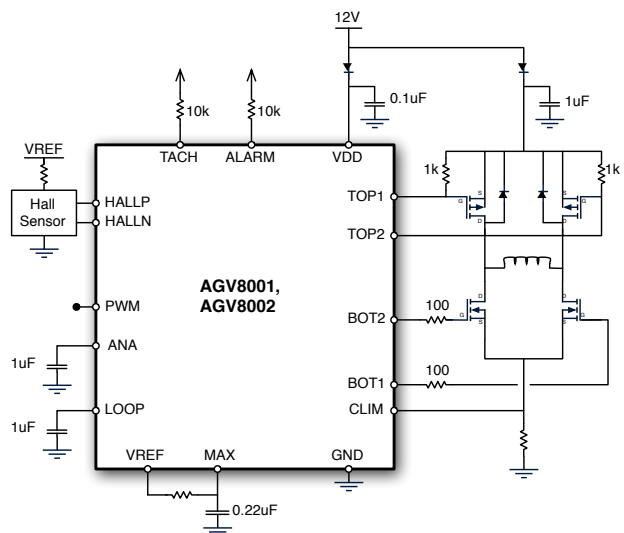 12V
10k
10k
0.1uF
1uF
VREF
TACH
ALARM
VDD
1k
1k
Hall
Sensor
HALLP
HALLN
TOP1
TOP2
S
G
D
S
G
D
AGV8001,
AGV8002
PWM
BOT2
100
D
G
S
D
G
S
ANA
1uF
BOT1
100
LOOP
CLIM
1uF
VREF
MAX
GND
0.22uF